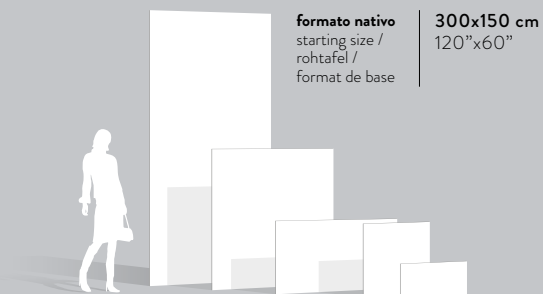 formato nativo
starting size /
rohtafel /
format de base
300x150 cm
120”x60”